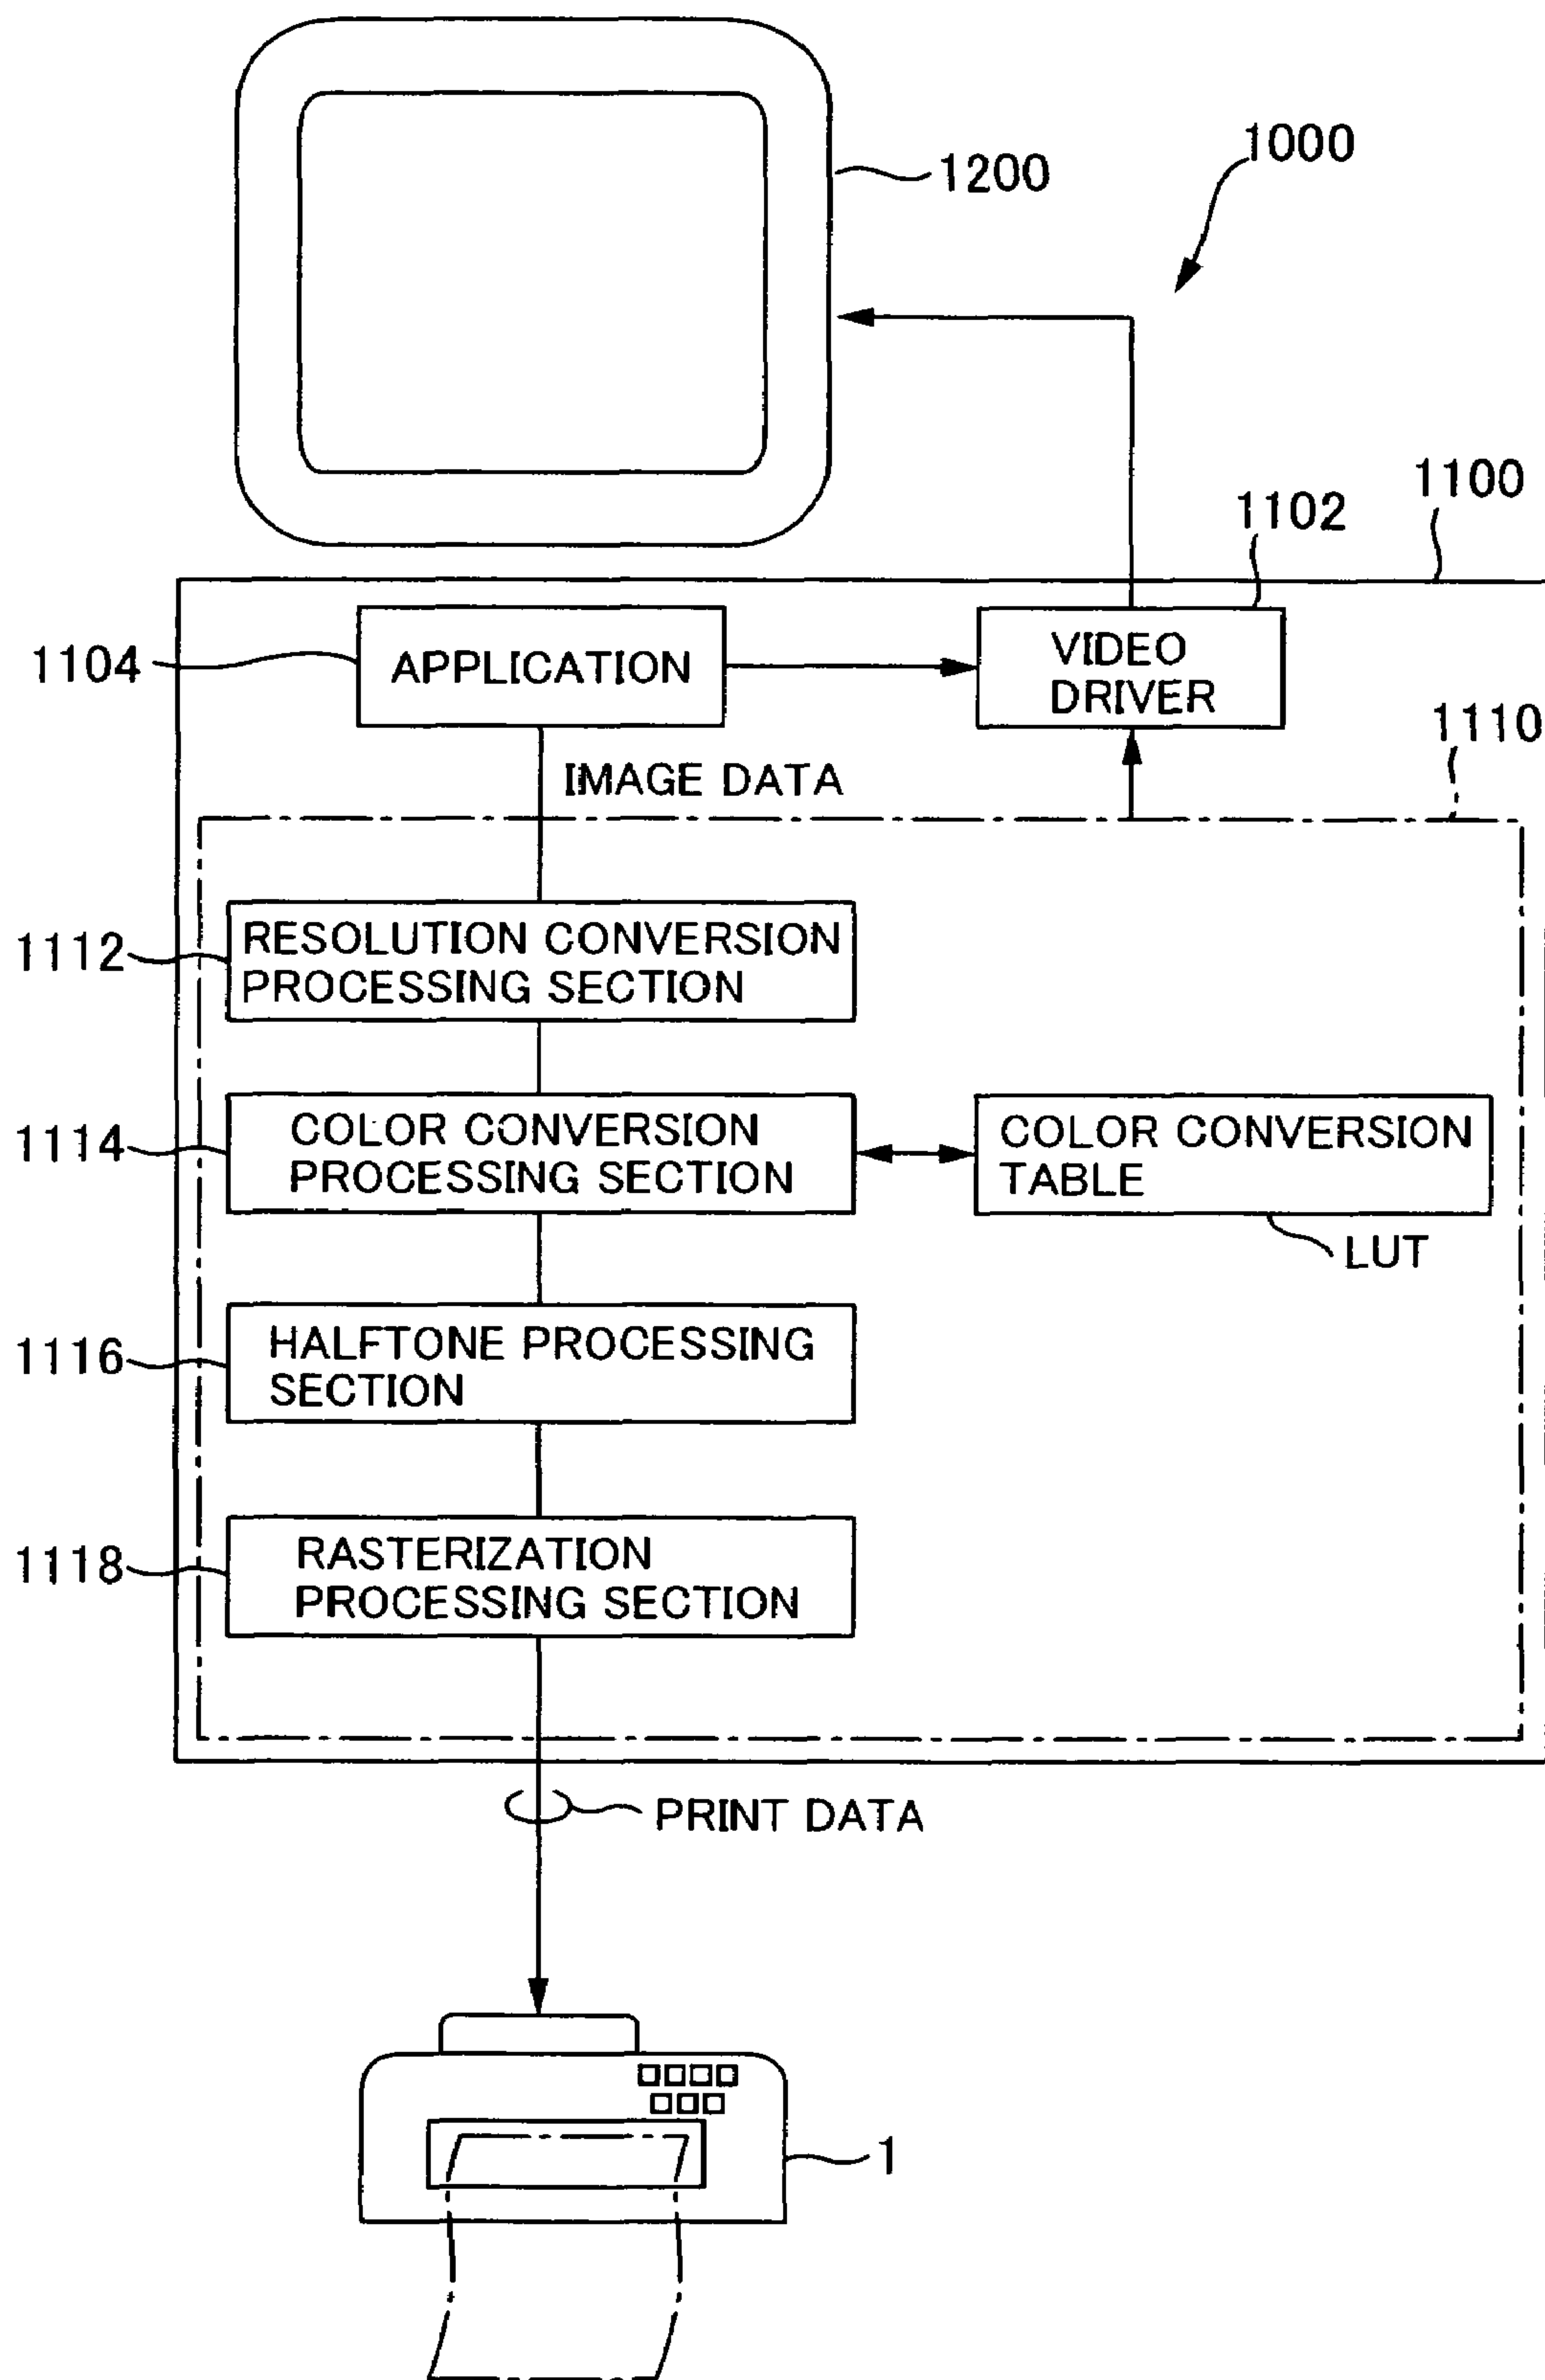 1000
1200
1100
1102
1104
APPLICATION
VIDEO
DRIVER
1110
IMAGE DATA
1112
RESOLUTION CONVERSION
PROCESSING SECTION
1114
COLOR CONVERSION
PROCESSING SECTION
COLOR CONVERSION
TABLE
LUT
1116
HALFTONE PROCESSING
SECTION
1118
RASTERIZATION
PROCESSING SECTION
PRINT DATA
1